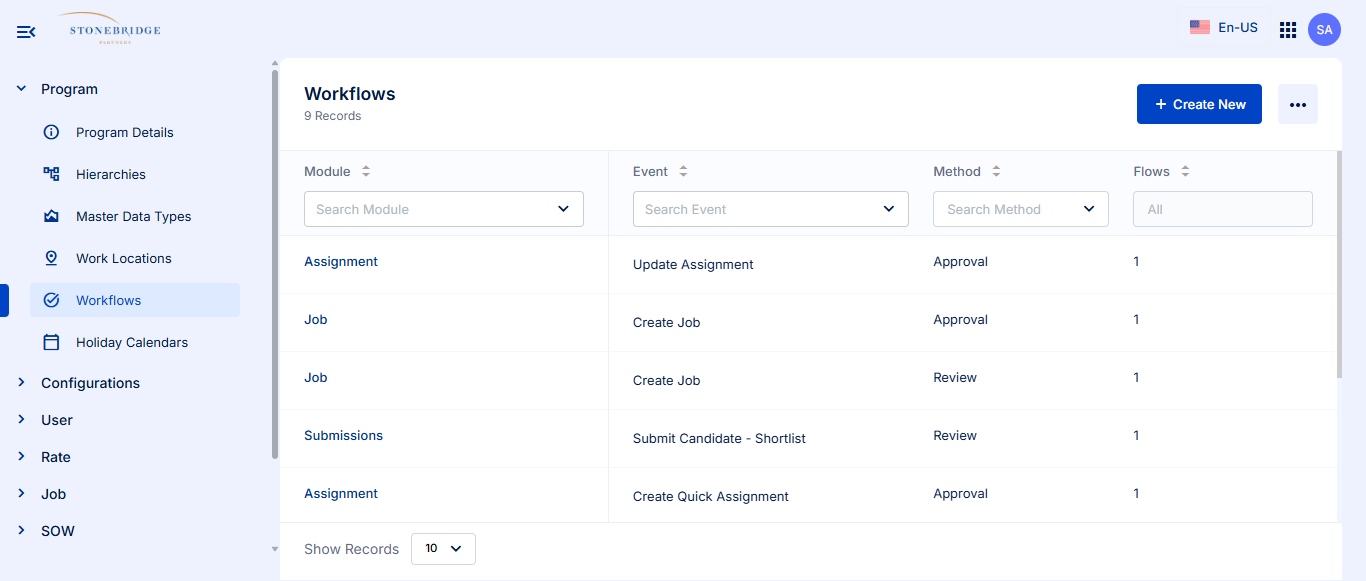 STONEBRIDGE
PARTNERS
En-US
SA
Program
Program Details
Hierarchies
Master Data Types
Work Locations
Workflows
Holiday Calendars
Configurations
User
Rate
Job
SOW
Workflows
9 Records
+ Create New
...
Module Event Method Flows
Search Module Search Event Search Method All
Assignment Update Assignment Approval 1
Job Create Job Approval 1
Job Create Job Review 1
Submissions Submit Candidate - Shortlist Review 1
Assignment Create Quick Assignment Approval 1
Show Records 10